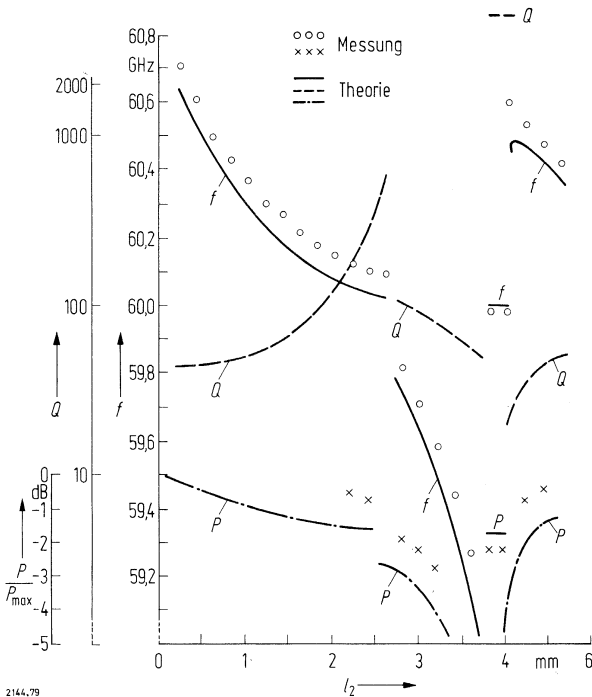 Q
60,8
GHz
60,6
60,4
60,2
60,0
59,8
59,6
59,4
59,2
2000
1000
100
10
Q
f
0
dB
-1
-2
-3
-4
-5
P
Pmax
o o o Messung
x x x
Theorie
f
f
f
Q
Q
Q
f
P
P
P
P
0 1 2 3 4 mm 6
l2
2144.79